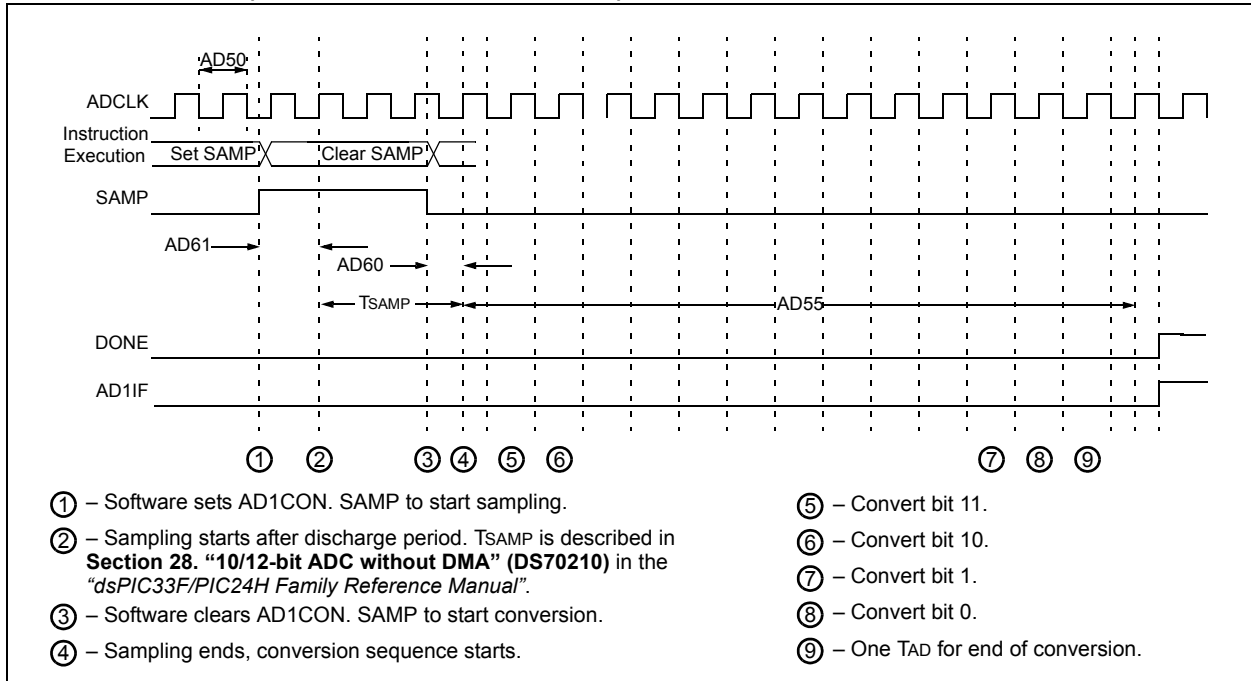 AD50
ADCLK
Instruction
Execution
Set SAMP
Clear SAMP
SAMP
AD61
AD60
TSAMP
AD55
DONE
AD1IF
1 2 3 4 5 6 7 8 9
1 – Software sets AD1CON. SAMP to start sampling.
2 – Sampling starts after discharge period. TSAMP is described in
Section 28. “10/12-bit ADC without DMA” (DS70210) in the
“dsPIC33F/PIC24H Family Reference Manual”.
3 – Software clears AD1CON. SAMP to start conversion.
4 – Sampling ends, conversion sequence starts.
5 – Convert bit 11.
6 – Convert bit 10.
7 – Convert bit 1.
8 – Convert bit 0.
9 – One TAD for end of conversion.